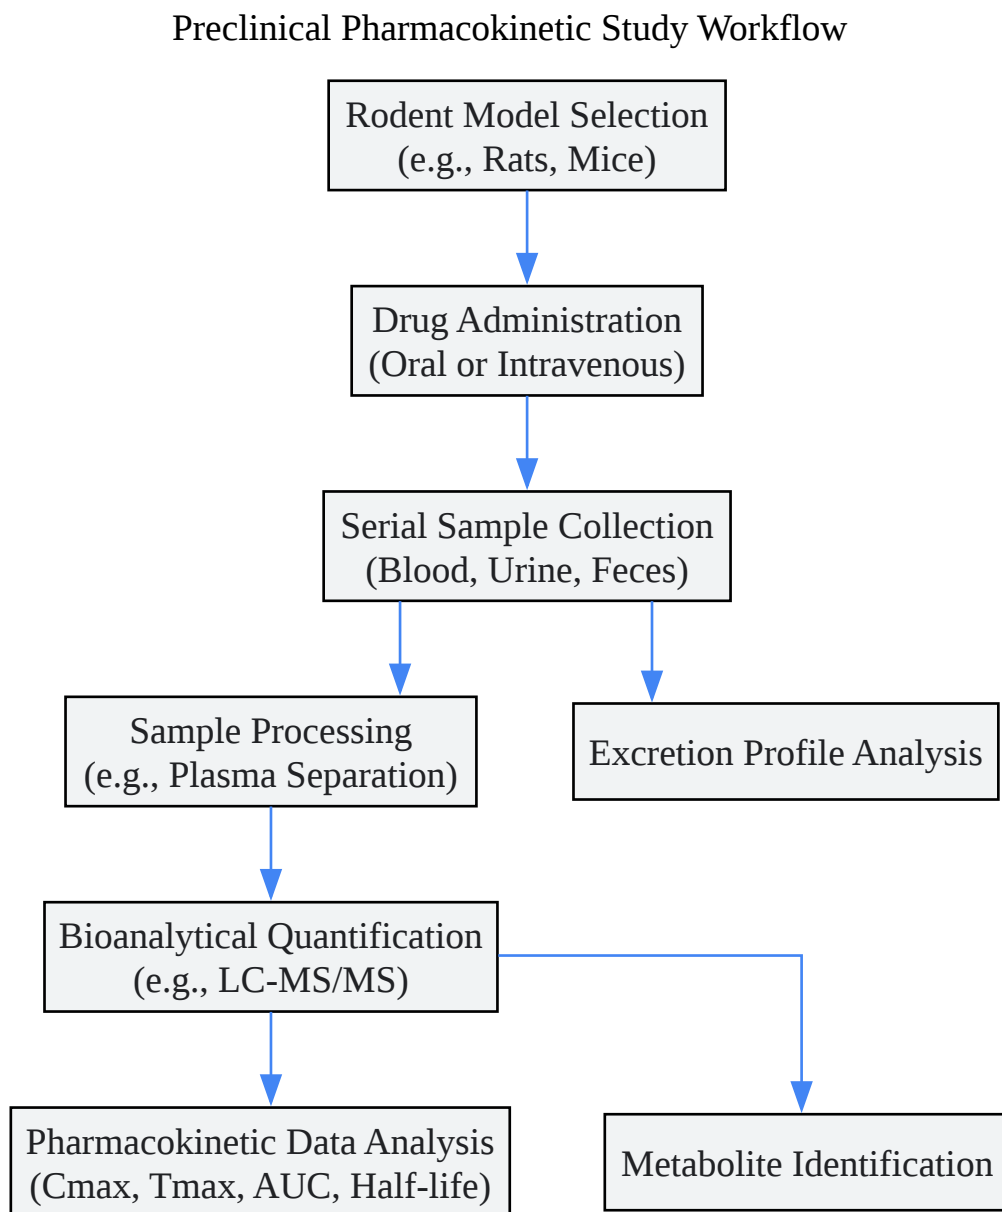 Preclinical Pharmacokinetic Study Workflow
Rodent Model Selection
(e.g., Rats, Mice)
Drug Administration
(Oral or Intravenous)
Serial Sample Collection
(Blood, Urine, Feces)
Sample Processing
(e.g., Plasma Separation)
Excretion Profile Analysis
Bioanalytical Quantification
(e.g., LC-MS/MS)
Pharmacokinetic Data Analysis
(Cmax, Tmax, AUC, Half-life)
Metabolite Identification